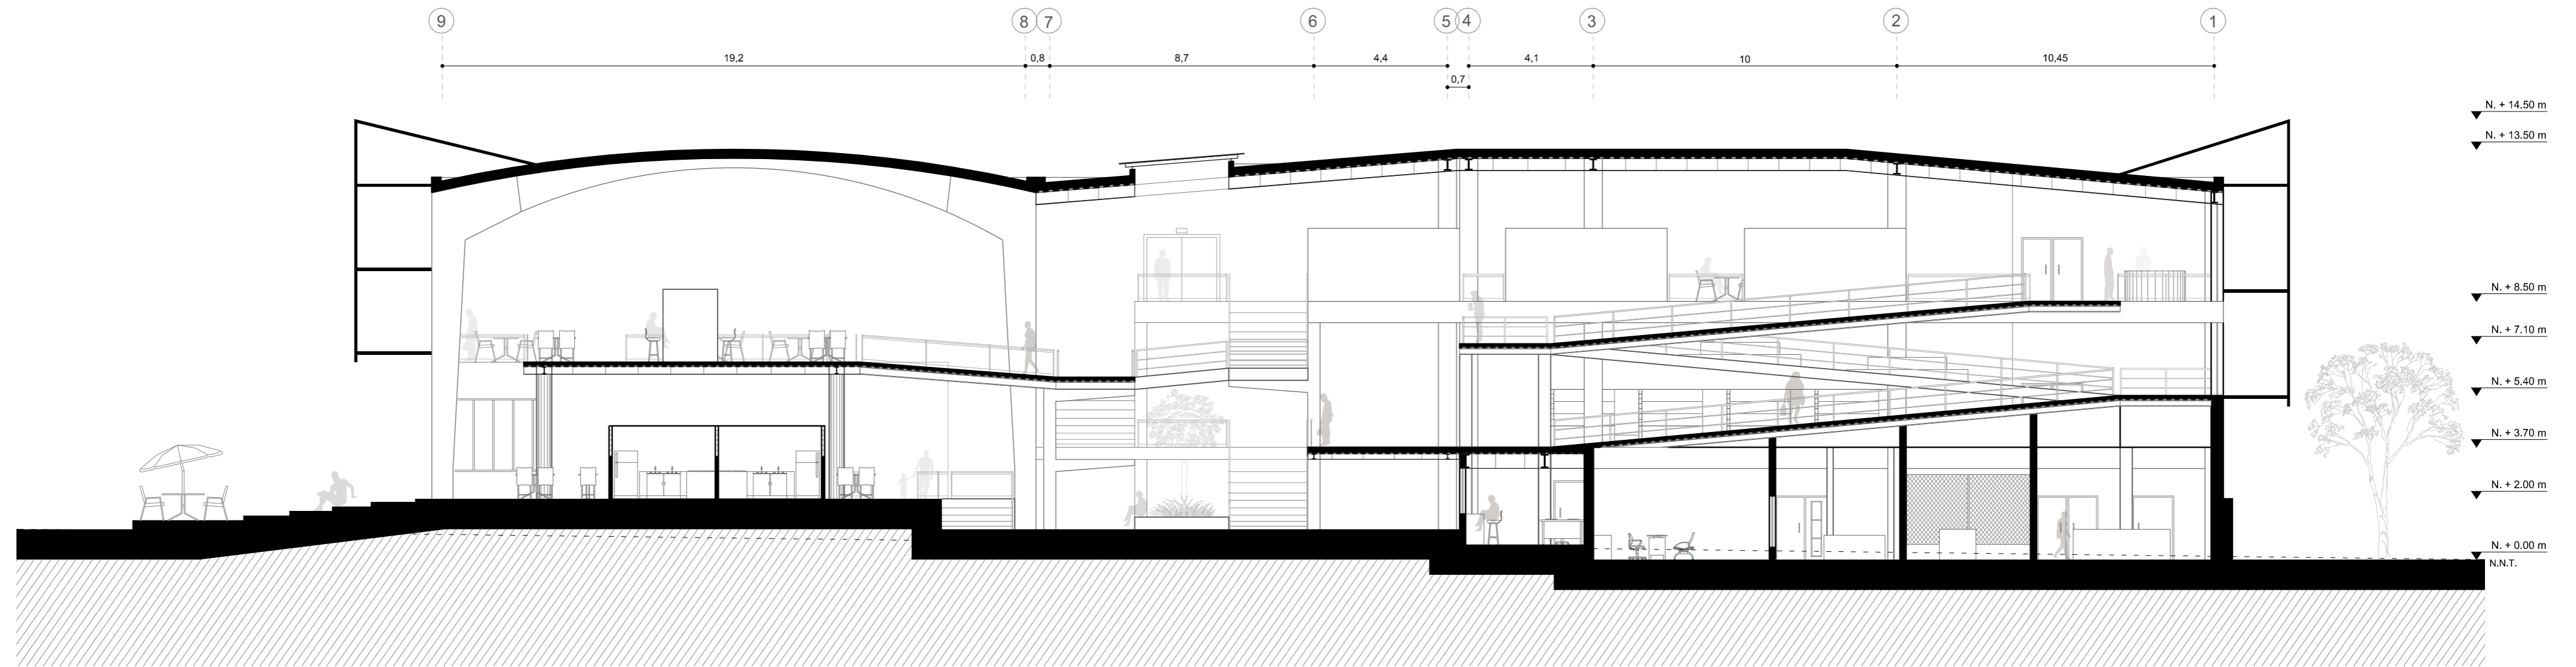 9 8 7 6 5 4 3 2 1
19,2 0,8 8,7 4,4 4,1 10 10,45
0,7
N. + 14.50 m
N. + 13.50 m
N. + 8.50 m
N. + 7.10 m
N. + 5.40 m
N. + 3.70 m
N. + 2.00 m
N. + 0.00 m
N.N.T.